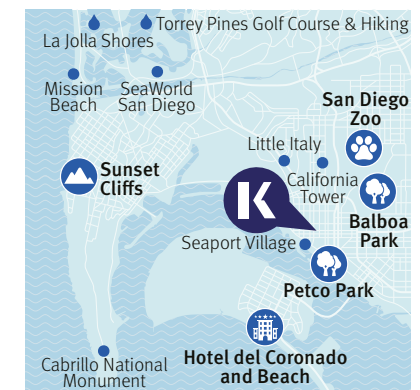 Torrey Pines Golf Course & Hiking
La Jolla Shores
Mission
Beach
SeaWorld
San Diego
San Diego
Zoo
Little Italy
Sunset
Cliffs
California
Tower
K
Balboa
Park
Seaport Village
Petco Park
Hotel del Coronado
and Beach
Cabrillo National
Monument